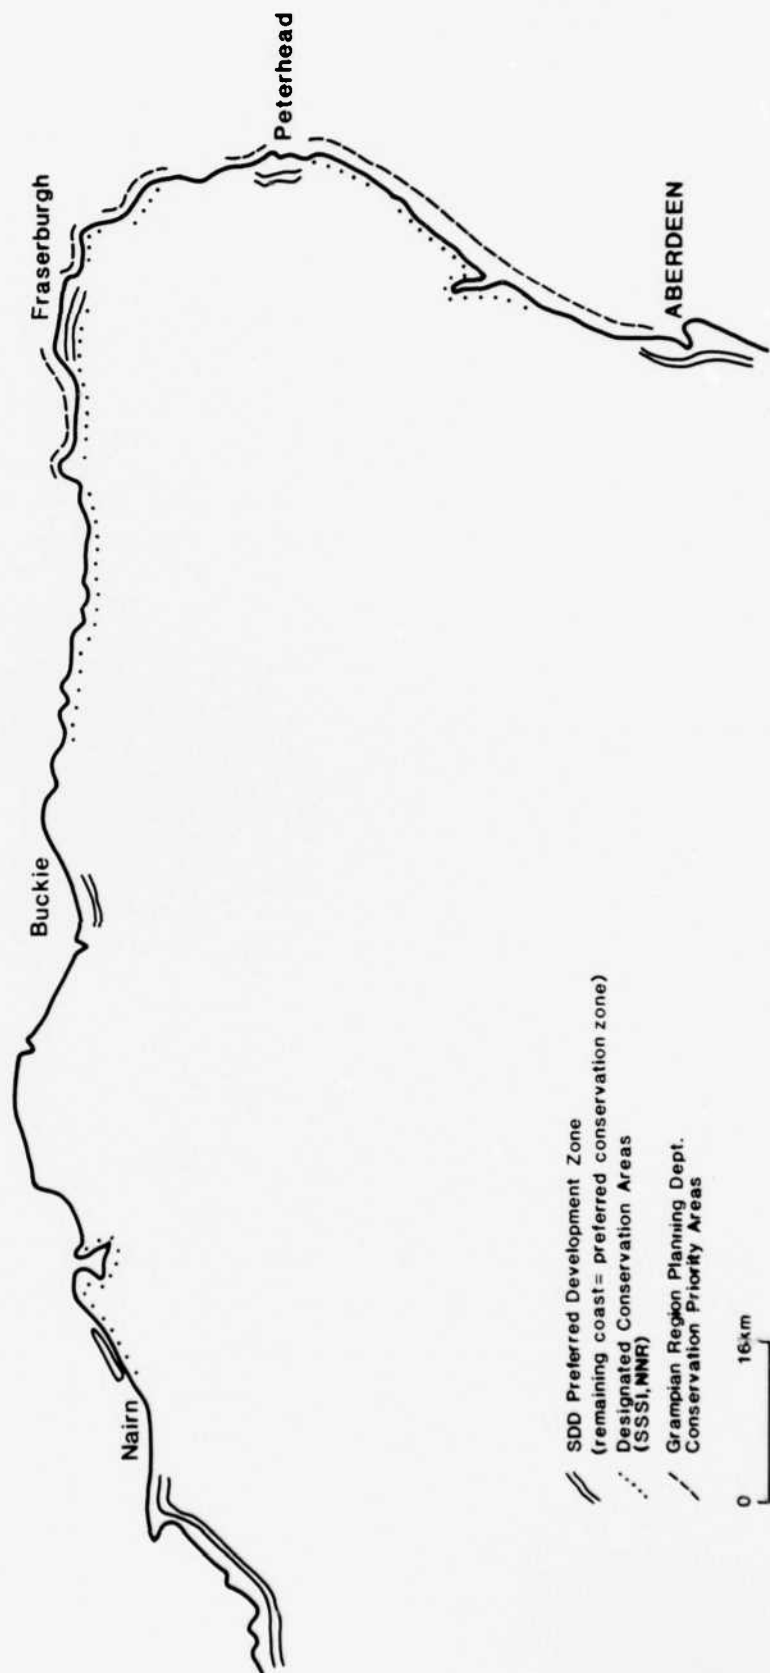 Nairn
Buckie
Fraserburgh
Peterhead
ABERDEEN
SDD Preferred Development Zone
(remaining coast= preferred conservation zone)
Designated Conservation Areas
(SSSI,NNR)
Grampian Region Planning Dept.
Conservation Priority Areas
0 16km